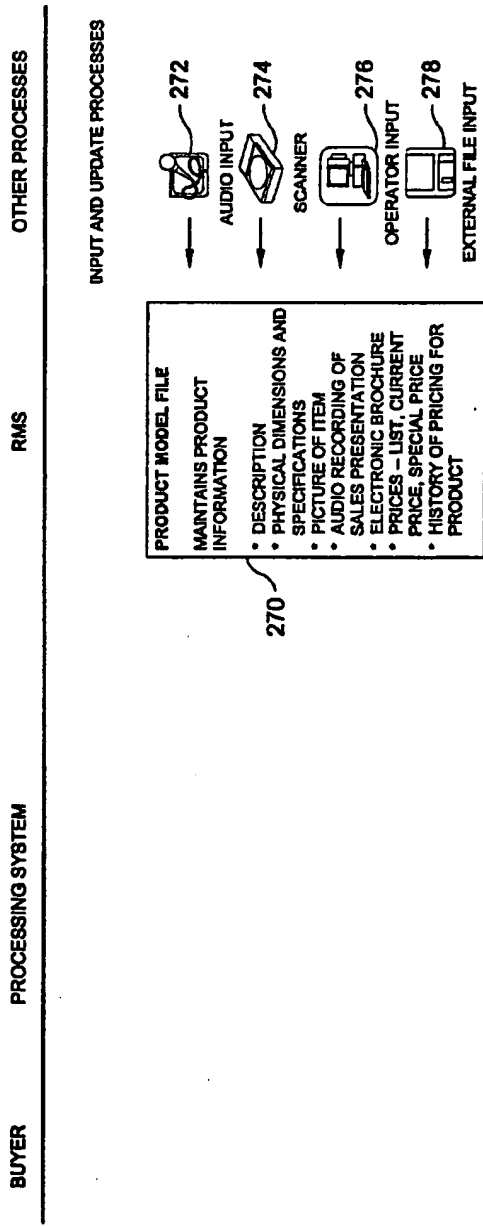 BUYER PROCESSING SYSTEM RMS OTHER PROCESSES
INPUT AND UPDATE PROCESSES
PRODUCT MODEL FILE
MAINTAINS PRODUCT
INFORMATION
• DESCRIPTION
• PHYSICAL DIMENSIONS AND
SPECIFICATIONS
• PICTURE OF ITEM
• AUDIO RECORDING OF
SALES PRESENTATION
• ELECTRONIC BROCHURE
• PRICES – LIST, CURRENT
PRICE, SPECIAL PRICE
• HISTORY OF PRICING FOR
PRODUCT
270
272
AUDIO INPUT
274
SCANNER
276
OPERATOR INPUT
278
EXTERNAL FILE INPUT